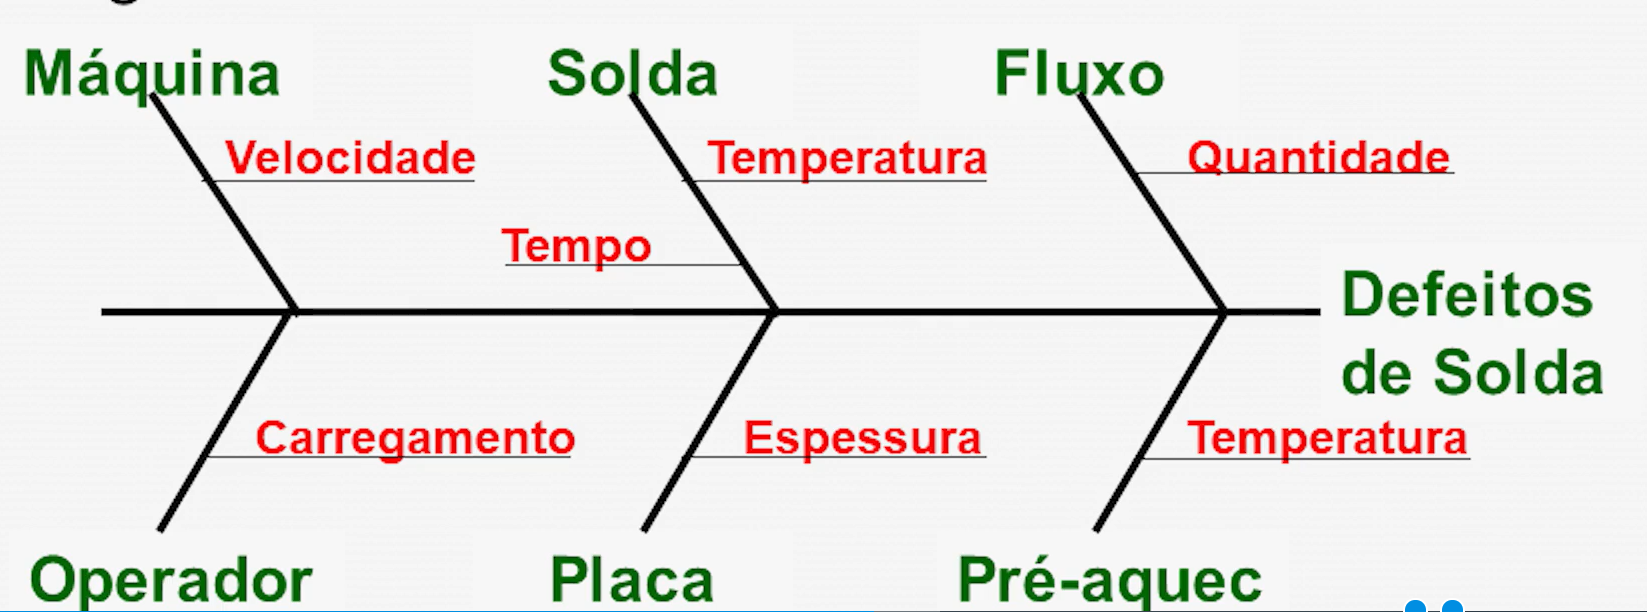 Máquina
Solda
Fluxo
Velocidade
Temperatura
Quantidade
Tempo
Defeitos
de Solda
Carregamento
Espessura
Temperatura
Operador
Placa
Pré-aquec